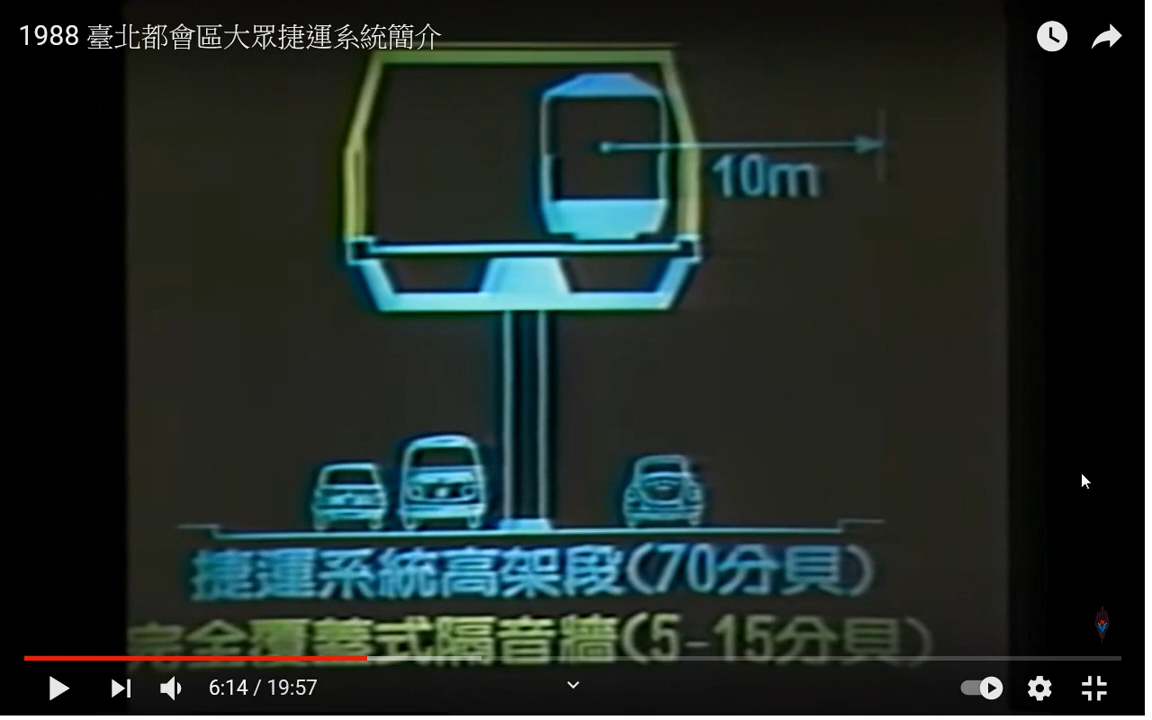 1988 臺北都會區大眾捷運系統簡介
10m
捷運系統高架段(70分貝)
完全覆蓋式隔音牆(5-15分貝)
6:14 / 19:57